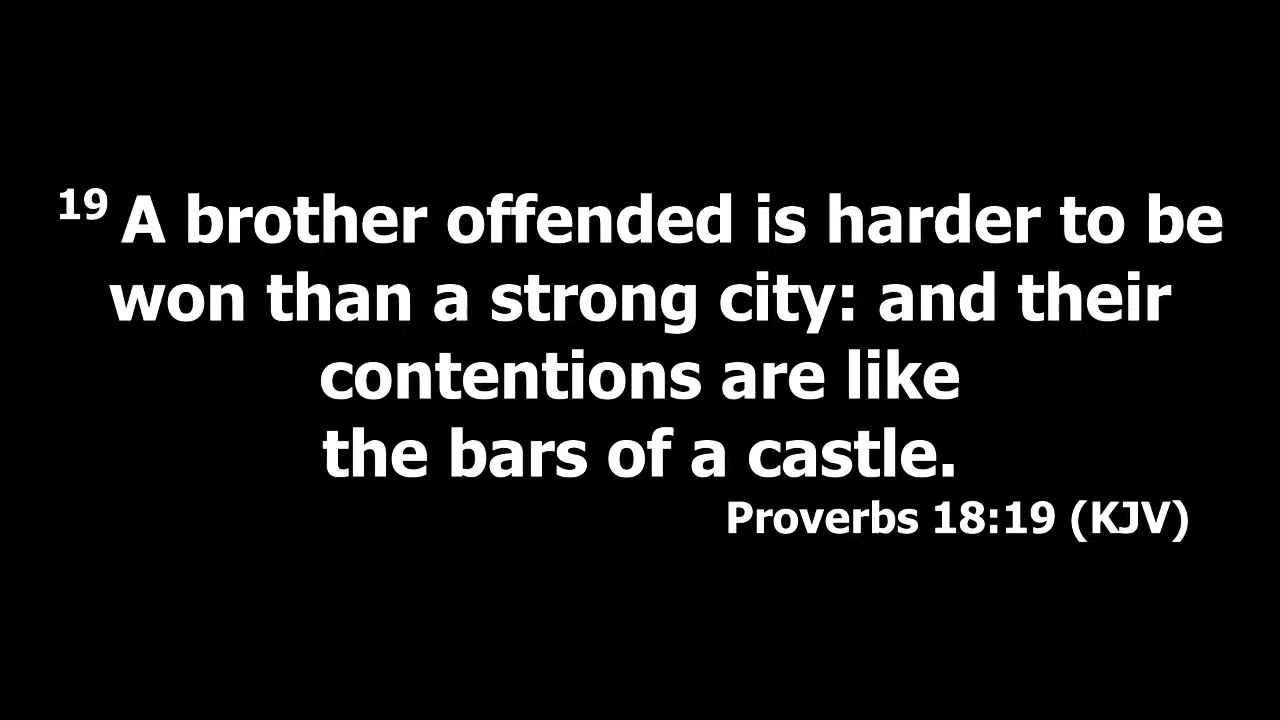 19 A brother offended is harder to be
won than a strong city: and their
contentions are like
the bars of a castle.
Proverbs 18:19 (KJV)